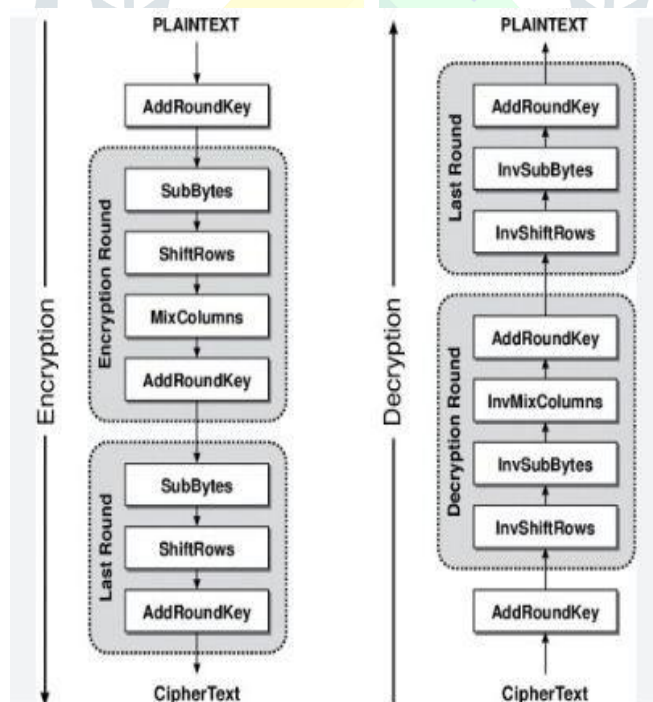 PLAINTEXT
AddRoundKey
Encryption Round
SubBytes
ShiftRows
MixColumns
AddRoundKey
Last Round
SubBytes
ShiftRows
AddRoundKey
CipherText
Encryption
PLAINTEXT
Last Round
AddRoundKey
InvSubBytes
InvShiftRows
Decryption Round
AddRoundKey
InvMixColumns
InvSubBytes
InvShiftRows
AddRoundKey
CipherText
Decryption